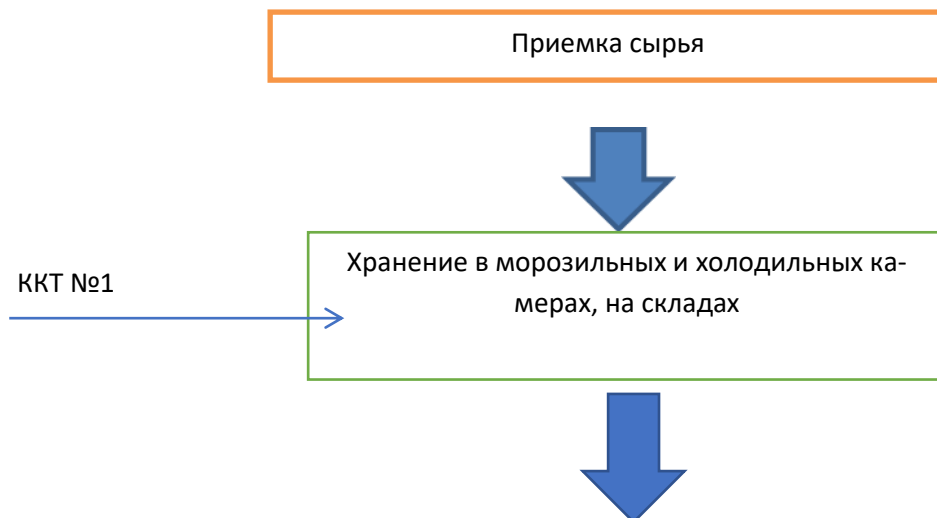 Приемка сырья
Хранение в морозильных и холодильных ка-
мерах, на складах
ККТ №1